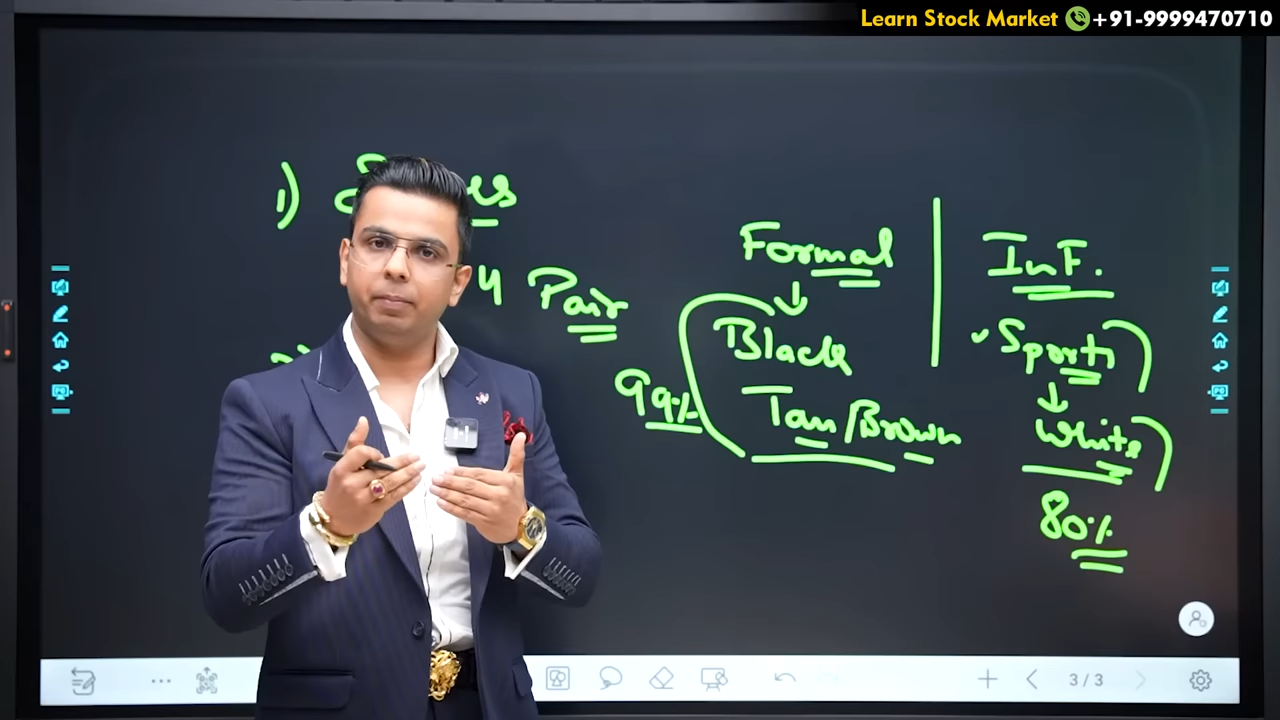 Learn Stock Market +91-9999470710
1)
4 Pair
Formal
Black
Tan/Brown
99%
InF.
Sports
White
80%
3/3